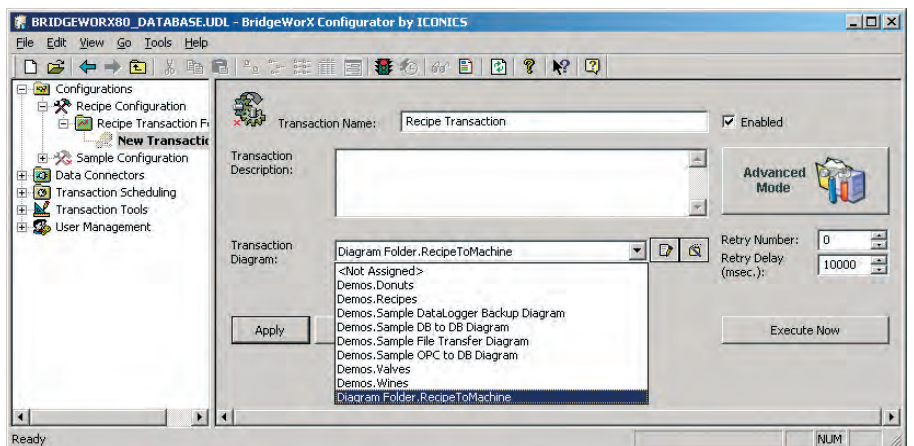 BRIDGEWORX80_DATABASE.UDL - BridgeWorX Configurator by ICONICS
File Edit View Go Tools Help
Configurations
Recipe Configuration
Recipe Transaction F
New Transactic
Sample Configuration
Data Connectors
Transaction Scheduling
Transaction Tools
User Management
Transaction Name: Recipe Transaction
Enabled
Transaction Description:
Advanced Mode
Transaction Diagram:
Diagram Folder.RecipeToMachine
<Not Assigned>
Demos.Donuts
Demos.Recipes
Demos.Sample DataLogger Backup Diagram
Demos.Sample DB to DB Diagram
Demos.Sample File Transfer Diagram
Demos.Sample OPC to DB Diagram
Demos.Valves
Demos.Wines
Diagram Folder.RecipeToMachine
Retry Number: 0
Retry Delay (msec.): 10000
Apply
Execute Now
Ready
NUM